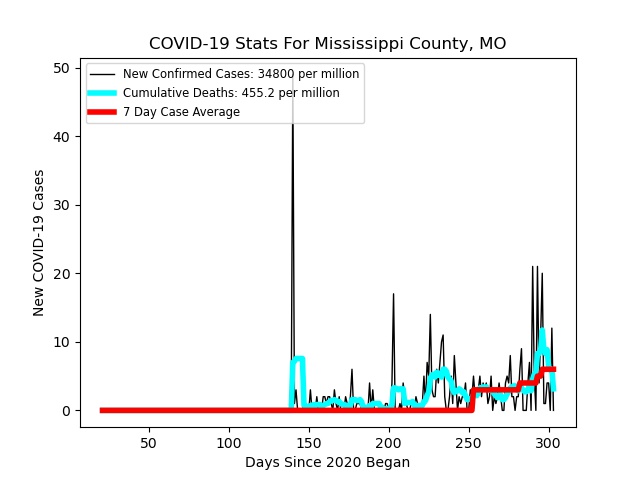 COVID-19 Stats For Mississippi County, MO
New Confirmed Cases: 34800 per million
Cumulative Deaths: 455.2 per million
7 Day Case Average
New COVID-19 Cases
50
40
30
20
10
0
50
100
150
200
250
300
Days Since 2020 Began